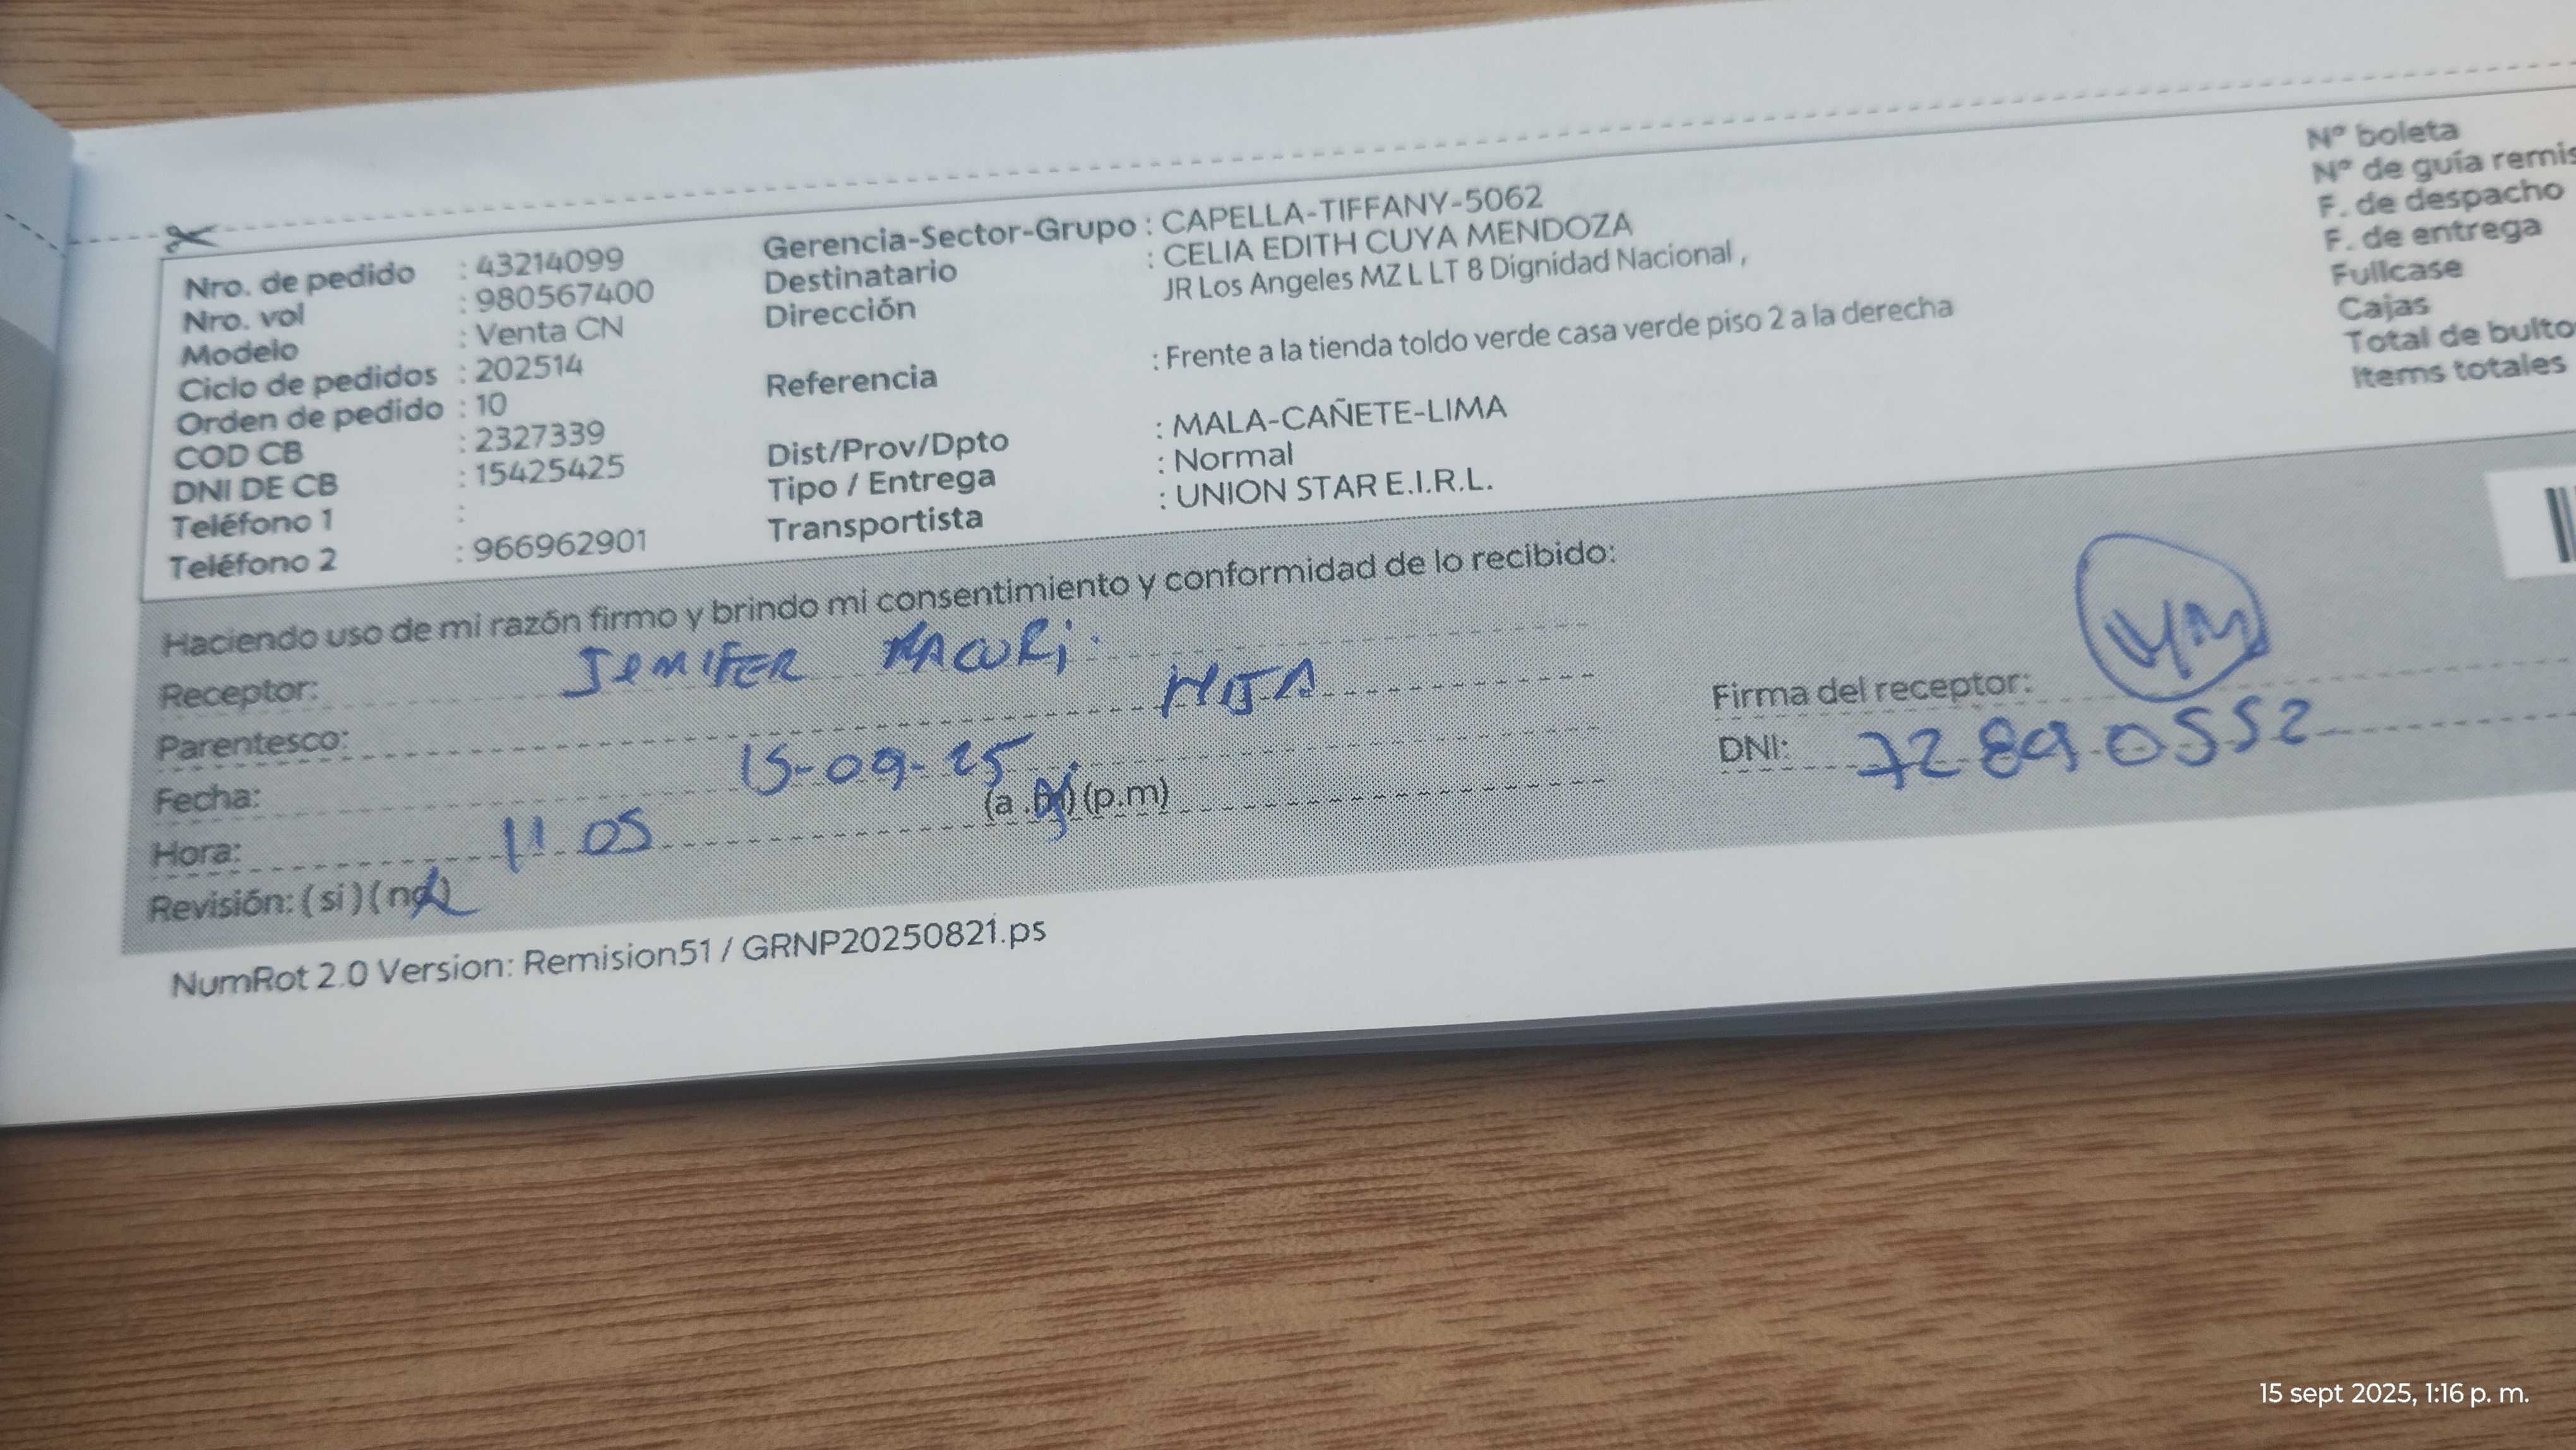 Nro. de pedido : 43214099
Nro. vol : 980567400
Modelo : Venta CN
Ciclo de pedidos : 202514
Orden de pedido : 10
COD CB : 2327339
DNI DE CB : 15425425
Teléfono 1 :
Teléfono 2 : 966962901
Gerencia-Sector-Grupo : CAPELLA-TIFFANY-5062
Destinatario : CELIA EDITH CUYA MENDOZA
Dirección JR Los Angeles MZ L LT 8 Dignidad Nacional ,
Referencia : Frente a la tienda toldo verde casa verde piso 2 a la derecha
Dist/Prov/Dpto : MALA-CAÑETE-LIMA
Tipo / Entrega : Normal
Transportista : UNION STAR E.I.R.L.
Nº boleta
Nº de guía remis
F. de despacho
F. de entrega
Fullcase
Cajas
Total de bulto
Items totales
Haciendo uso de mi razón firmo y brindo mi consentimiento y conformidad de lo recibido:
Receptor: JEMIFER MACURI
Parentesco: HIJA
Fecha: 15-09-25
Hora: 11 05 (a .m) (p.m)
Revisión: (si) (no)
Firma del receptor:
DNI: 72890552
NumRot 2.0 Version: Remision51 / GRNP20250821.ps
15 sept 2025, 1:16 p. m.